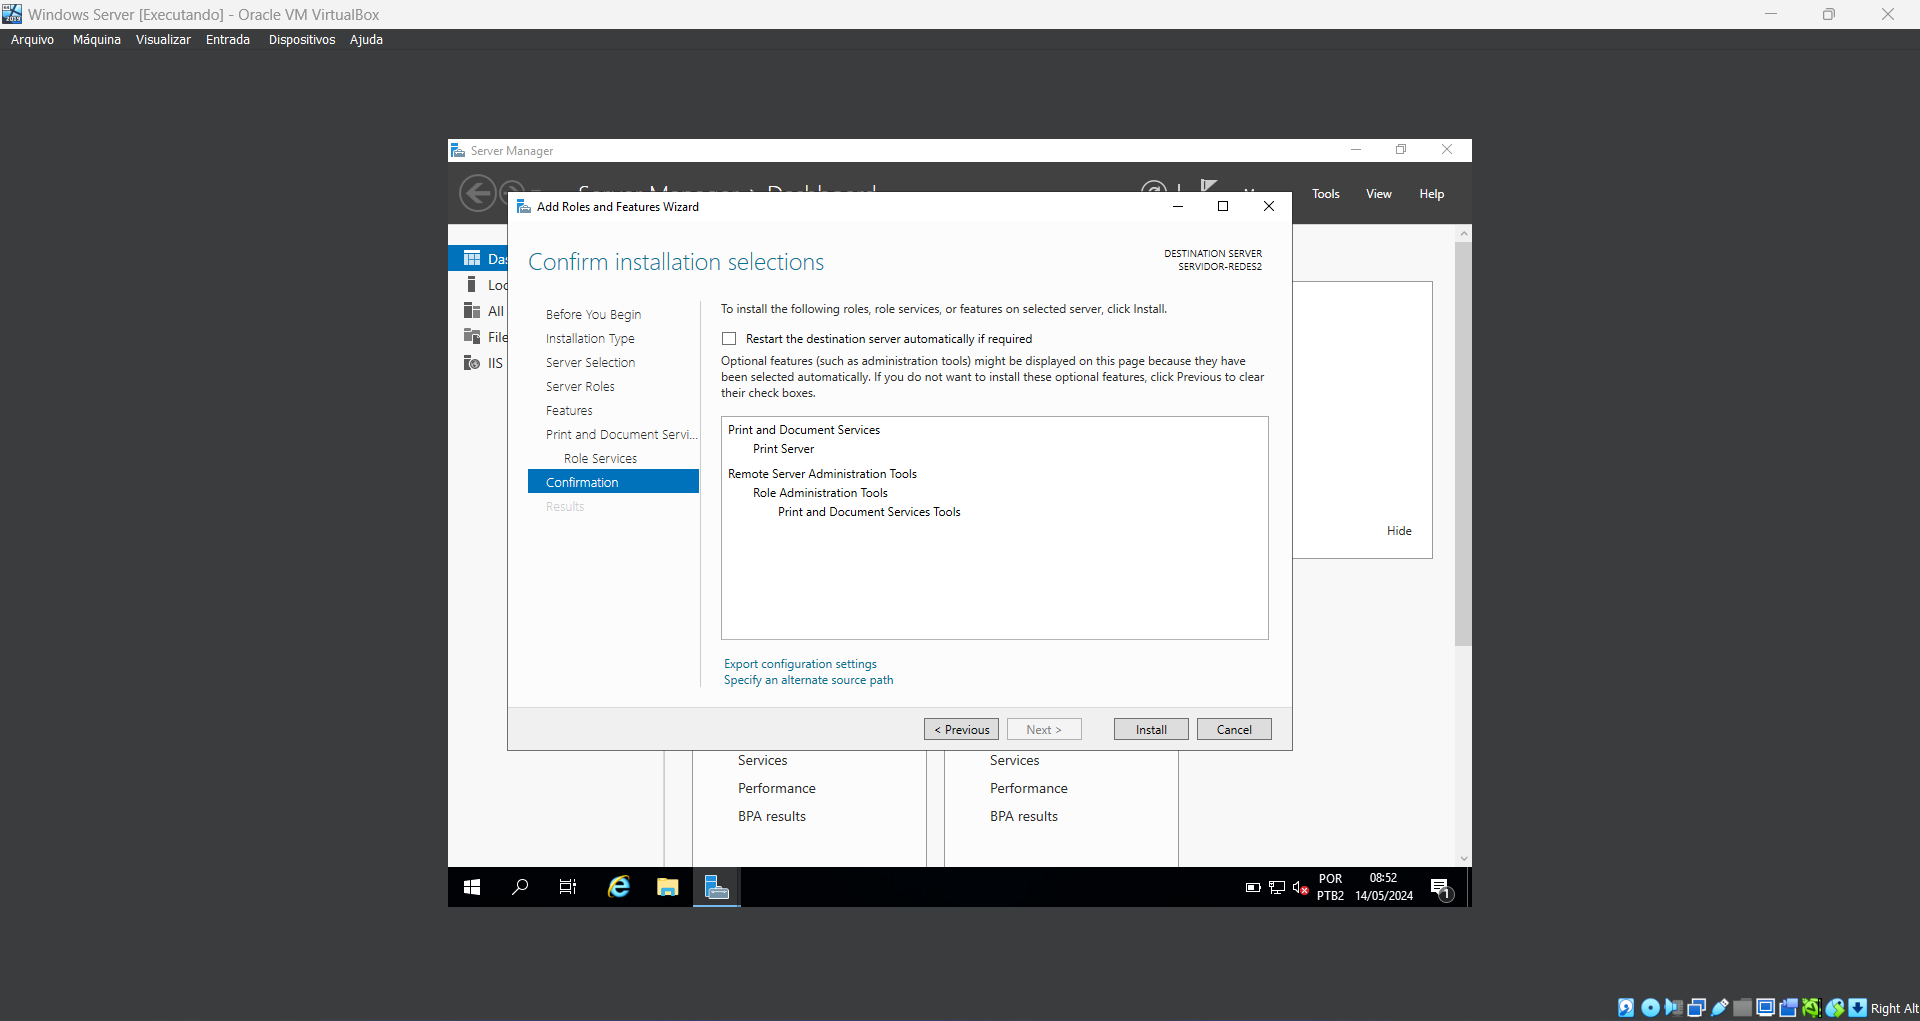 Windows Server [Executando] - Oracle VM VirtualBox
Arquivo Máquina Visualizar Entrada Dispositivos Ajuda
Server Manager
Tools View Help
Add Roles and Features Wizard
Confirm installation selections
DESTINATION SERVER
SERVIDOR-REDES2
Before You Begin
Installation Type
Server Selection
Server Roles
Features
Print and Document Servi...
Role Services
Confirmation
Results
To install the following roles, role services, or features on selected server, click Install.
Restart the destination server automatically if required
Optional features (such as administration tools) might be displayed on this page because they have
been selected automatically. If you do not want to install these optional features, click Previous to clear
their check boxes.
Print and Document Services
Print Server
Remote Server Administration Tools
Role Administration Tools
Print and Document Services Tools
Export configuration settings
Specify an alternate source path
< Previous Next > Install Cancel
All
File
IIS
Hide
Services
Performance
BPA results
Services
Performance
BPA results
POR
PTB2
08:52
14/05/2024
1
Right Alt